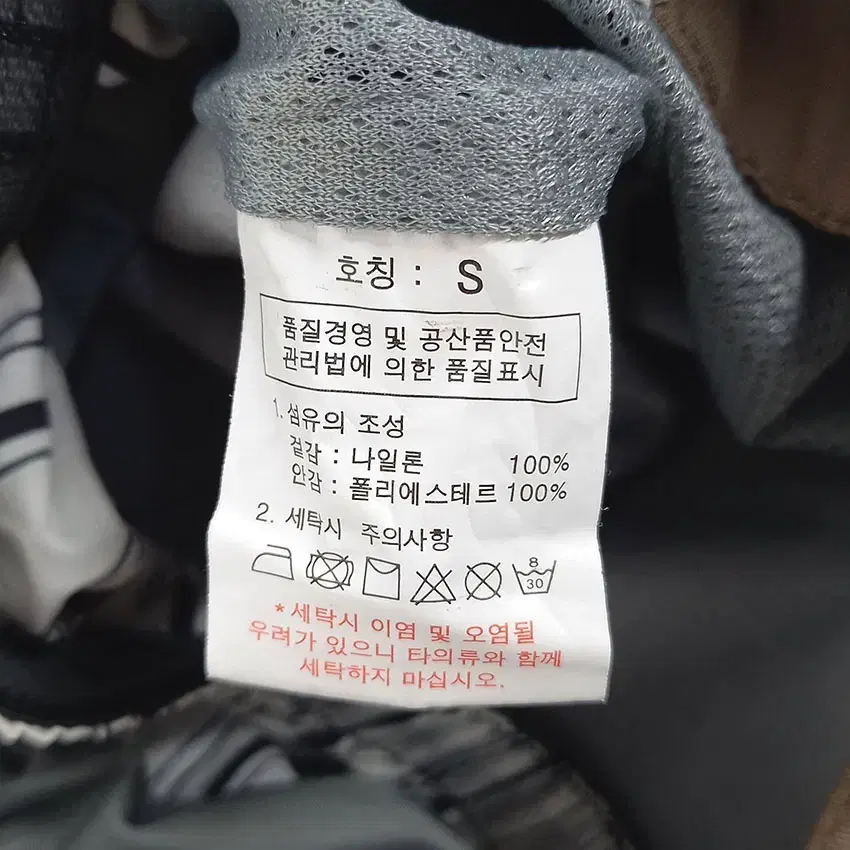 호칭 : S
품질경영 및 공산품안전
관리법에 의한 품질표시
1. 섬유의 조성
겉감 : 나일론 100%
안감 : 폴리에스테르 100%
2. 세탁시 주의사항
8
30
*세탁시 이염 및 오염될
우려가 있으니 타의류와 함께
세탁하지 마십시오.